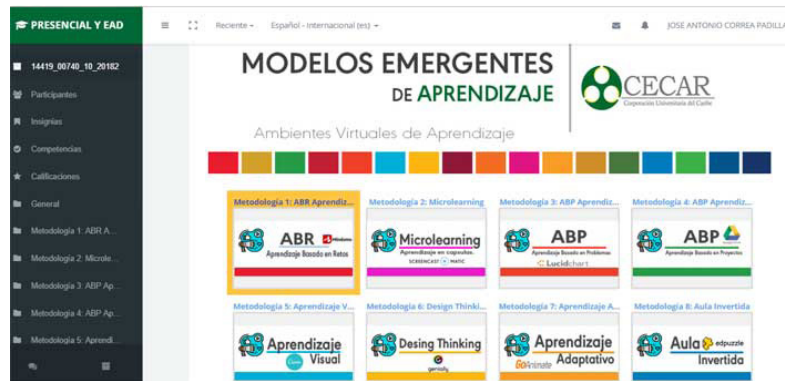 PRESENCIAL Y EAD
Reciente
Español - Internacional (es)
JOSE ANTONIO CORREA PADILLA
14419_00740_10_20182
Participantes
Insignias
Competencias
Calificaciones
General
Metodología 1: ABR A...
Metodología 2: Microle...
Metodología 3: ABP Ap...
Metodología 4: ABP Ap...
Metodología 5: Aprendi...
MODELOS EMERGENTES
DE APRENDIZAJE
CECAR
Corporación Universitaria del Caribe
Ambientes Virtuales de Aprendizaje
Metodología 1: ABR Aprendiz...
ABR
Aprendizaje Basado en Retos
Metodología 2: Microlearning
Microlearning
Aprendizaje en capsulas.
SCREENCAST MATIC
Metodología 3: ABP Aprendiz...
ABP
Aprendizaje Basado en Problemas
Lucidchart
Metodología 4: ABP Aprendiz...
ABP
Aprendizaje Basado en Proyectos
Metodología 5: Aprendizaje V...
Aprendizaje
Visual
Metodología 6: Design Thinki...
Desing Thinking
genially
Metodología 7: Aprendizaje A...
Aprendizaje
GoAnimate Adaptativo
Metodología 8: Aula Invertida
Aula edpuzzle
Invertida